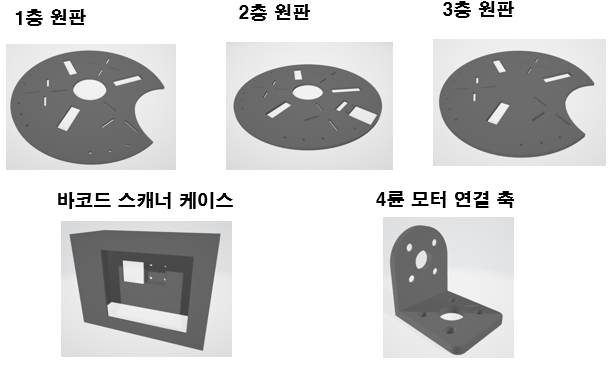 1층 원판
2층 원판
3층 원판
바코드 스캐너 케이스
4륜 모터 연결 축